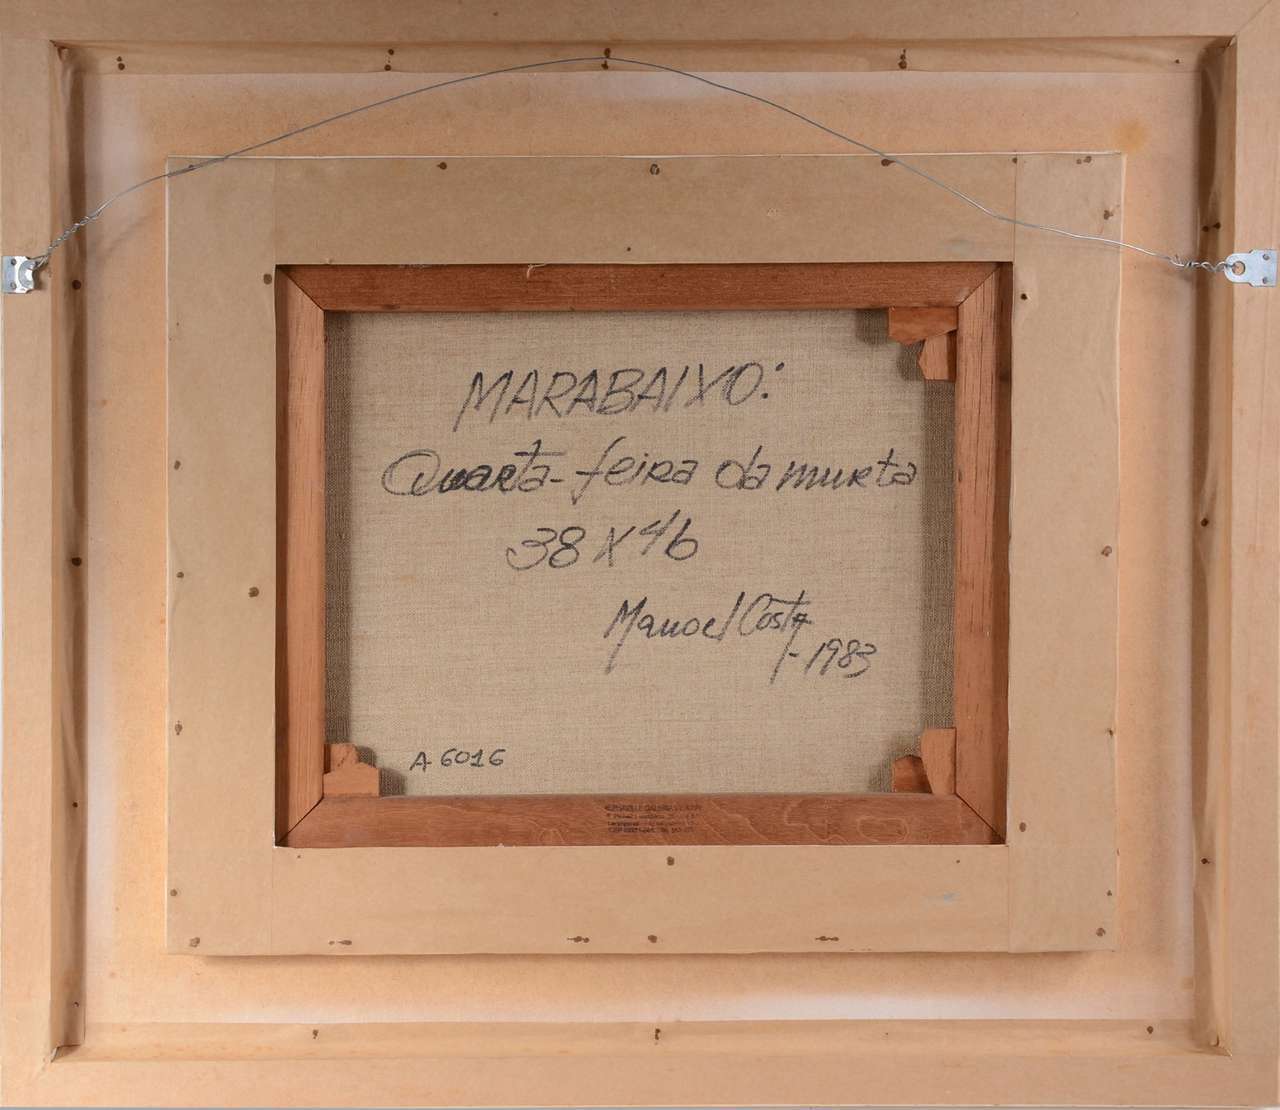 MARABAIXO:
Quarta-feira da murta
38 X 46
Manoel Costa
- 1983
A 6016